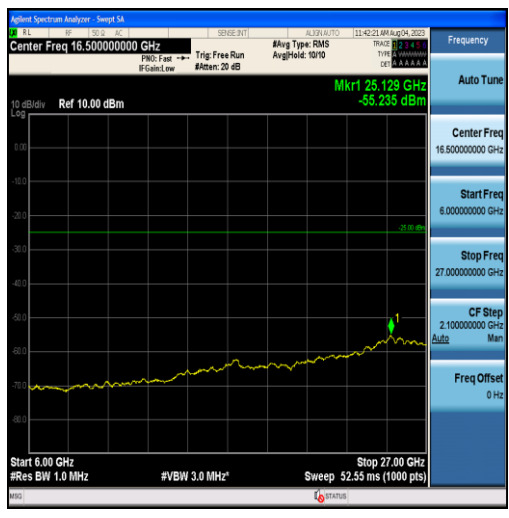 Agilent Spectrum Analyzer - Swept SA
RL RF 50 Ω AC SENSE:INT ALIGN AUTO 11:42:21 AM Aug 04, 2023
Center Freq 16.500000000 GHz
PNO: Fast
IFGain:Low
Trig: Free Run
#Atten: 20 dB
#Avg Type: RMS
Avg|Hold: 10/10
TRACE 1 2 3 4 5 6
TYPE A WWWWW
DET A A A A A A
Mkr1 25.129 GHz
-55.235 dBm
10 dB/div Ref 10.00 dBm
Log
0.00
-10.0
-20.0
-25.00 dBm
-30.0
-40.0
1
-50.0
-60.0
-70.0
-80.0
Start 6.00 GHz Stop 27.00 GHz
#Res BW 1.0 MHz #VBW 3.0 MHz* Sweep 52.55 ms (1000 pts)
MSG STATUS
Frequency
Auto Tune
Center Freq
16.500000000 GHz
Start Freq
6.000000000 GHz
Stop Freq
27.000000000 GHz
CF Step
2.100000000 GHz
Auto Man
Freq Offset
0 Hz